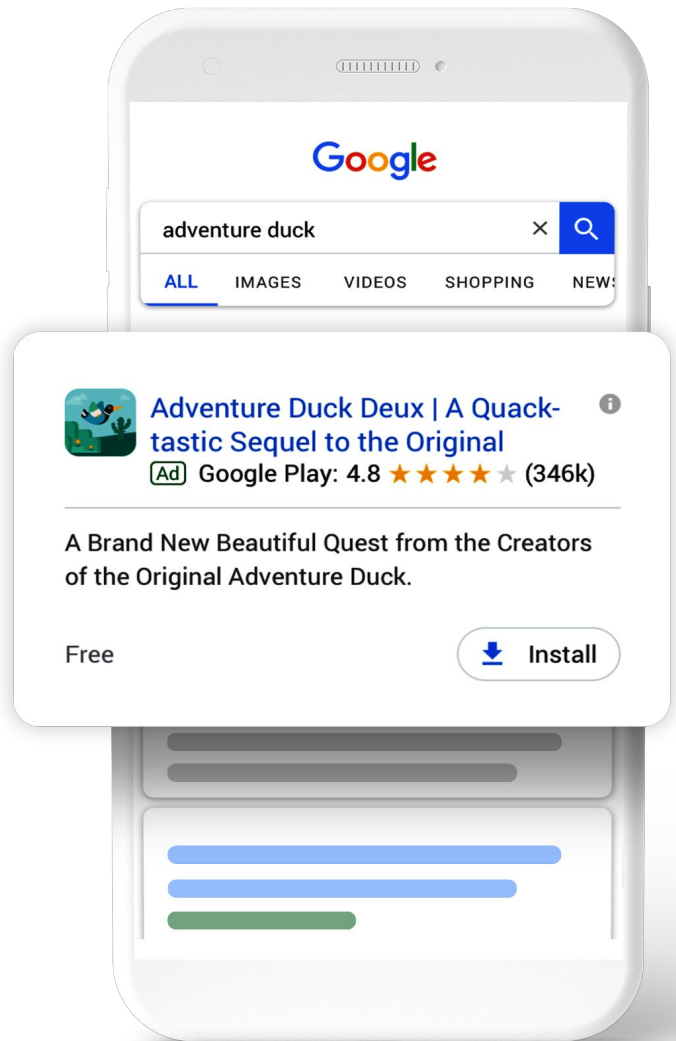 Google
adventure duck
ALL IMAGES VIDEOS SHOPPING NEWS
Adventure Duck Deux | A Quack-
tastic Sequel to the Original
Ad Google Play: 4.8 (346k)
A Brand New Beautiful Quest from the Creators
of the Original Adventure Duck.
Free Install